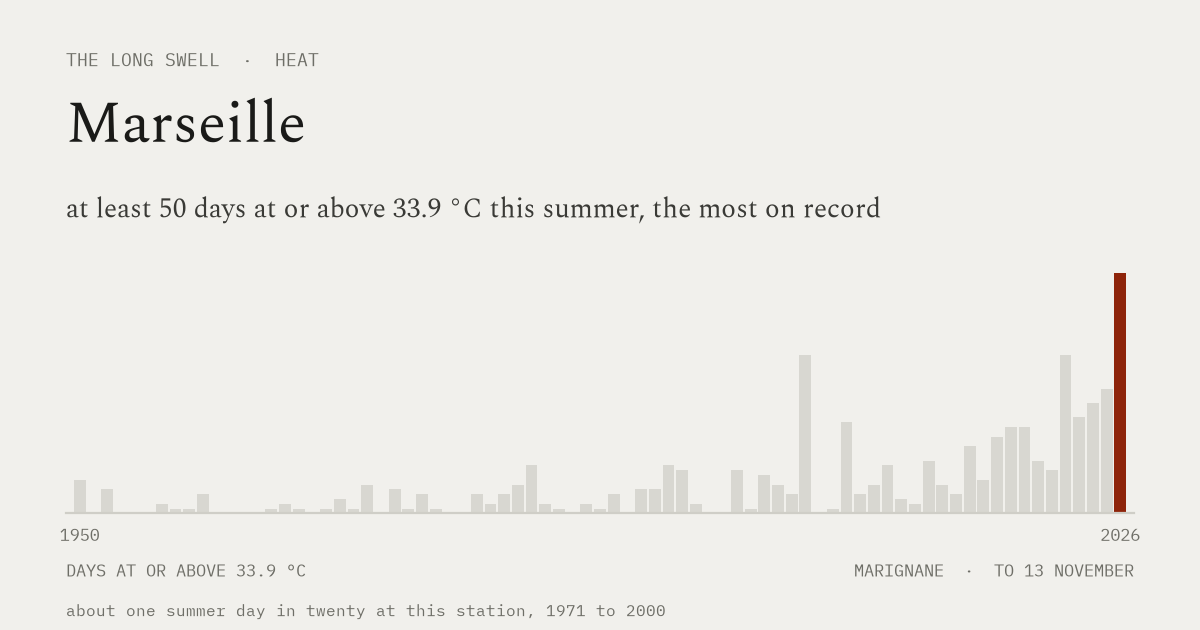 THE LONG SWELL · HEAT
Marseille
at least 50 days at or above 33.9 °C this summer, the most on record
1950
2026
DAYS AT OR ABOVE 33.9 °C
MARIGNANE · TO 13 NOVEMBER
about one summer day in twenty at this station, 1971 to 2000